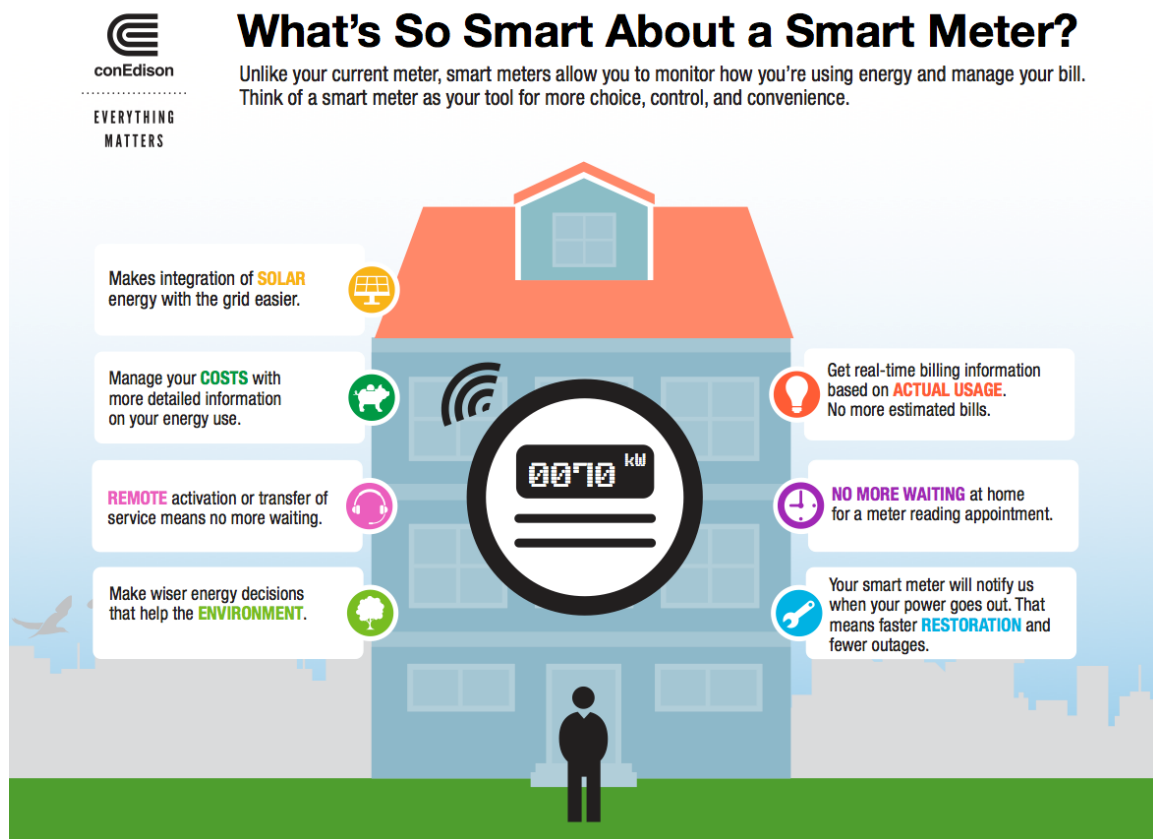 conEdison
EVERYTHING
MATTERS
What's So Smart About a Smart Meter?
Unlike your current meter, smart meters allow you to monitor how you're using energy and manage your bill.
Think of a smart meter as your tool for more choice, control, and convenience.
Makes integration of SOLAR
energy with the grid easier.
Manage your COSTS with
more detailed information
on your energy use.
REMOTE activation or transfer of
service means no more waiting.
Make wiser energy decisions
that help the ENVIRONMENT.
0070 kW
Get real-time billing information
based on ACTUAL USAGE.
No more estimated bills.
NO MORE WAITING at home
for a meter reading appointment.
Your smart meter will notify us
when your power goes out. That
means faster RESTORATION and
fewer outages.